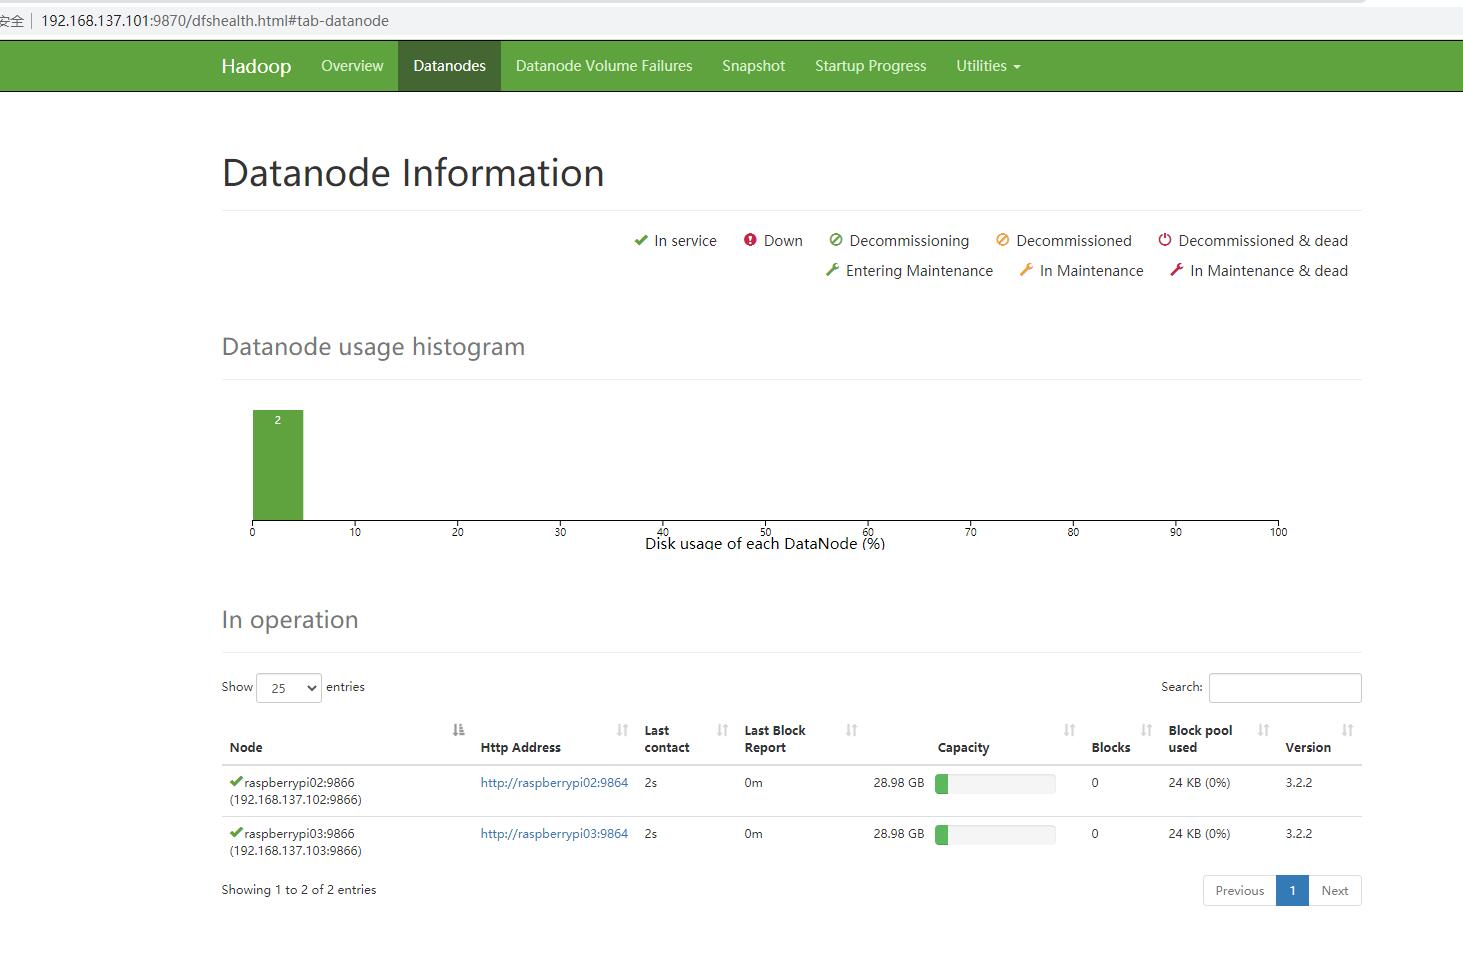 安全 192.168.137.101:9870/dfshealth.html#tab-datanode
Hadoop Overview Datanodes Datanode Volume Failures Snapshot Startup Progress Utilities
Datanode Information
In service Down Decommissioning Decommissioned Decommissioned & dead
Entering Maintenance In Maintenance In Maintenance & dead
Datanode usage histogram
2
0 10 20 30 40 50 60 70 80 90 100
Disk usage of each DataNode (%)
In operation
Show 25 entries Search:
Node Http Address Last contact Last Block Report Capacity Blocks Block pool used Version
raspberrypi02:9866 http://raspberrypi02:9864 2s 0m 28.98 GB 0 24 KB (0%) 3.2.2
(192.168.137.102:9866)
raspberrypi03:9866 http://raspberrypi03:9864 2s 0m 28.98 GB 0 24 KB (0%) 3.2.2
(192.168.137.103:9866)
Showing 1 to 2 of 2 entries Previous 1 Next